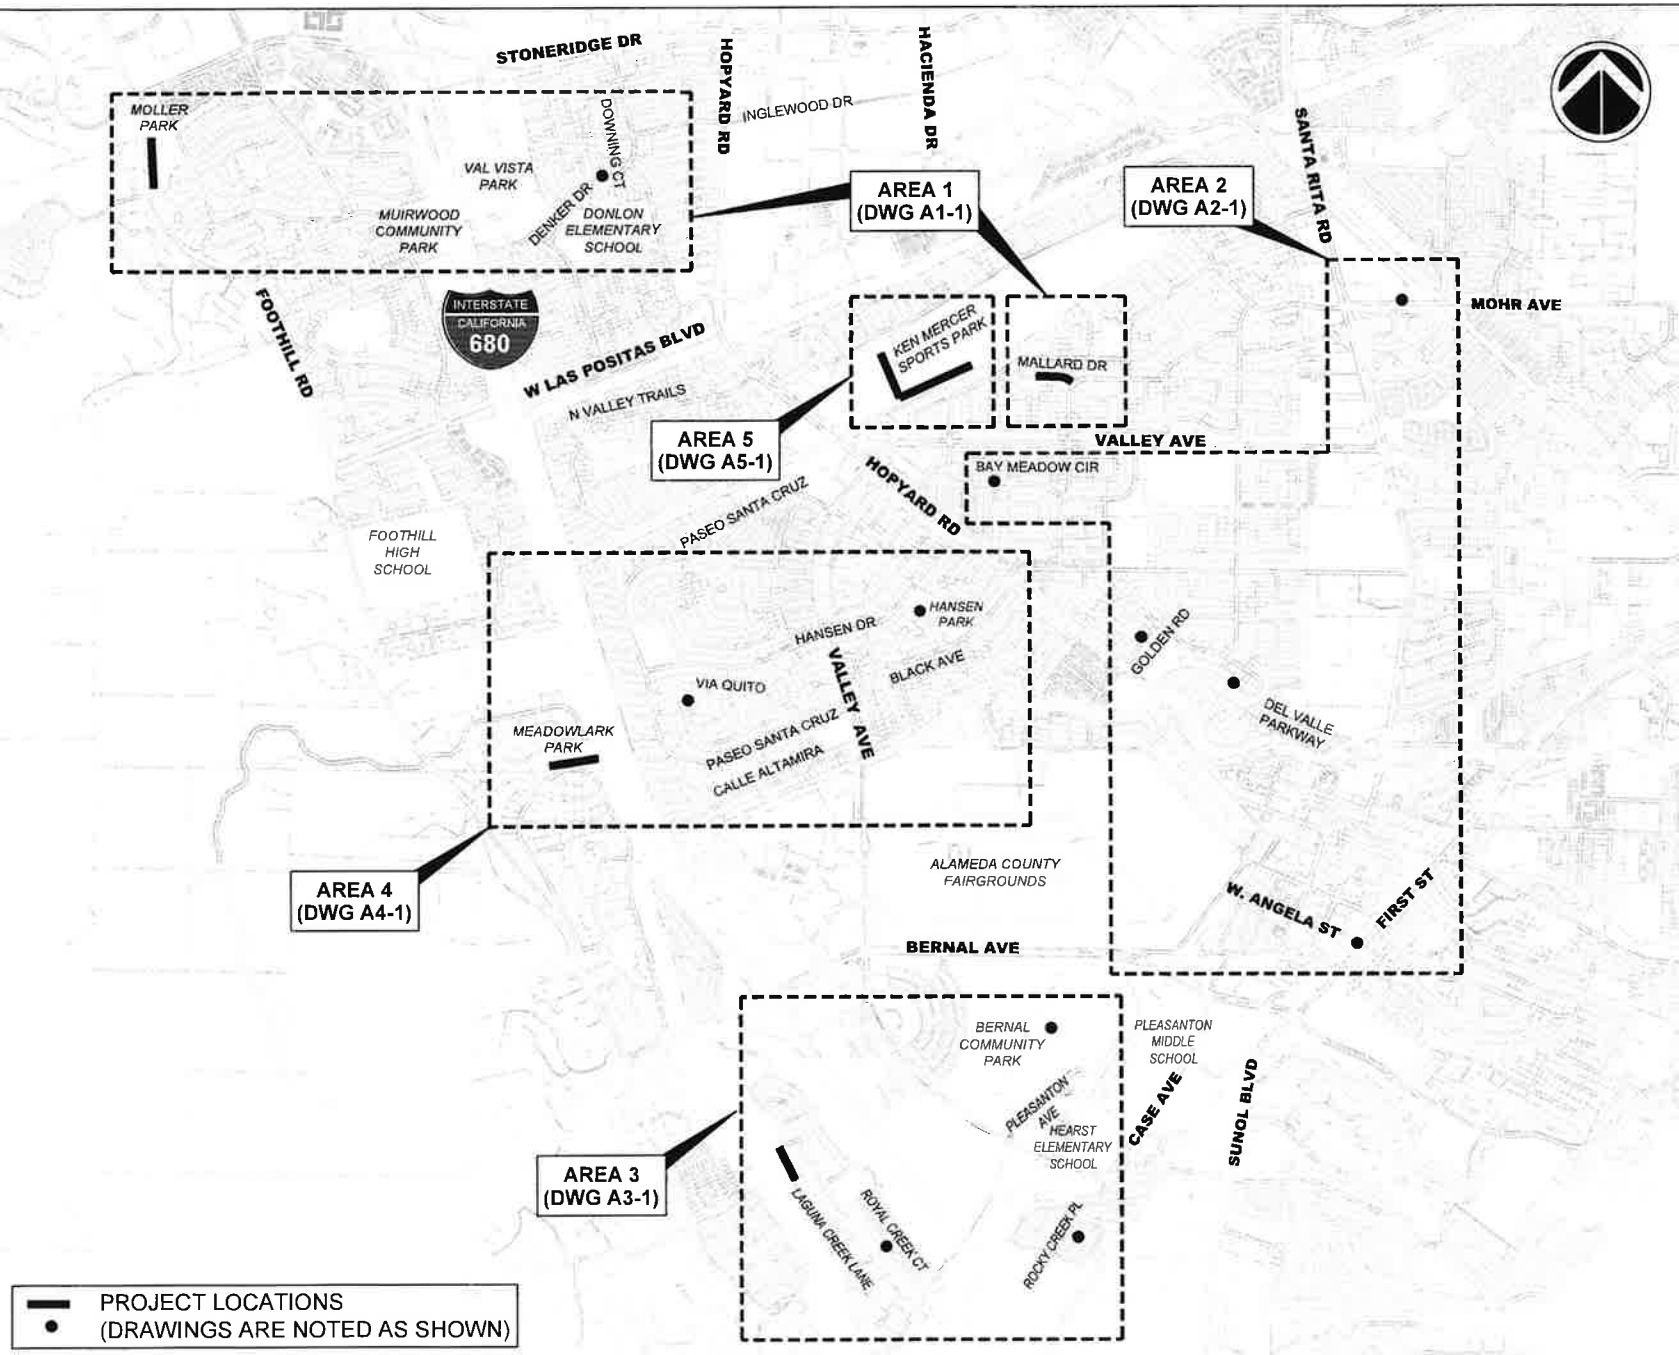 STONERIDGE DR
HOPYARD RD
HACIENDA DR
INGLEWOOD DR
SANTA RITA RD
MOLLER
PARK
VAL VISTA
PARK
DOWNING CT
DENKER DR
MUIRWOOD
COMMUNITY
PARK
DONLON
ELEMENTARY
SCHOOL
AREA 1
(DWG A1-1)
AREA 2
(DWG A2-1)
FOOTHILL RD
INTERSTATE
CALIFORNIA
680
W LAS POSITAS BLVD
N VALLEY TRAILS
KEN MERCER
SPORTS PARK
MALLARD DR
MOHR AVE
AREA 5
(DWG A5-1)
VALLEY AVE
BAY MEADOW CIR
HOPYARD RD
PASEO SANTA CRUZ
FOOTHILL
HIGH
SCHOOL
HANSEN DR
HANSEN
PARK
VALLEY AVE
BLACK AVE
GOLDEN RD
VIA QUITO
DEL VALLE
PARKWAY
MEADOWLARK
PARK
PASEO SANTA CRUZ
CALLE ALTAMIRA
ALAMEDA COUNTY
FAIRGROUNDS
AREA 4
(DWG A4-1)
W. ANGELA ST
FIRST ST
BERNAL AVE
BERNAL
COMMUNITY
PARK
PLEASANTON
MIDDLE
SCHOOL
PLEASANTON
AVE
HEARST
ELEMENTARY
SCHOOL
CASE AVE
SUNOL BLVD
AREA 3
(DWG A3-1)
LAGUNA CREEK LANE
ROYAL CREEK CT
ROCKY CREEK PL
PROJECT LOCATIONS
(DRAWINGS ARE NOTED AS SHOWN)